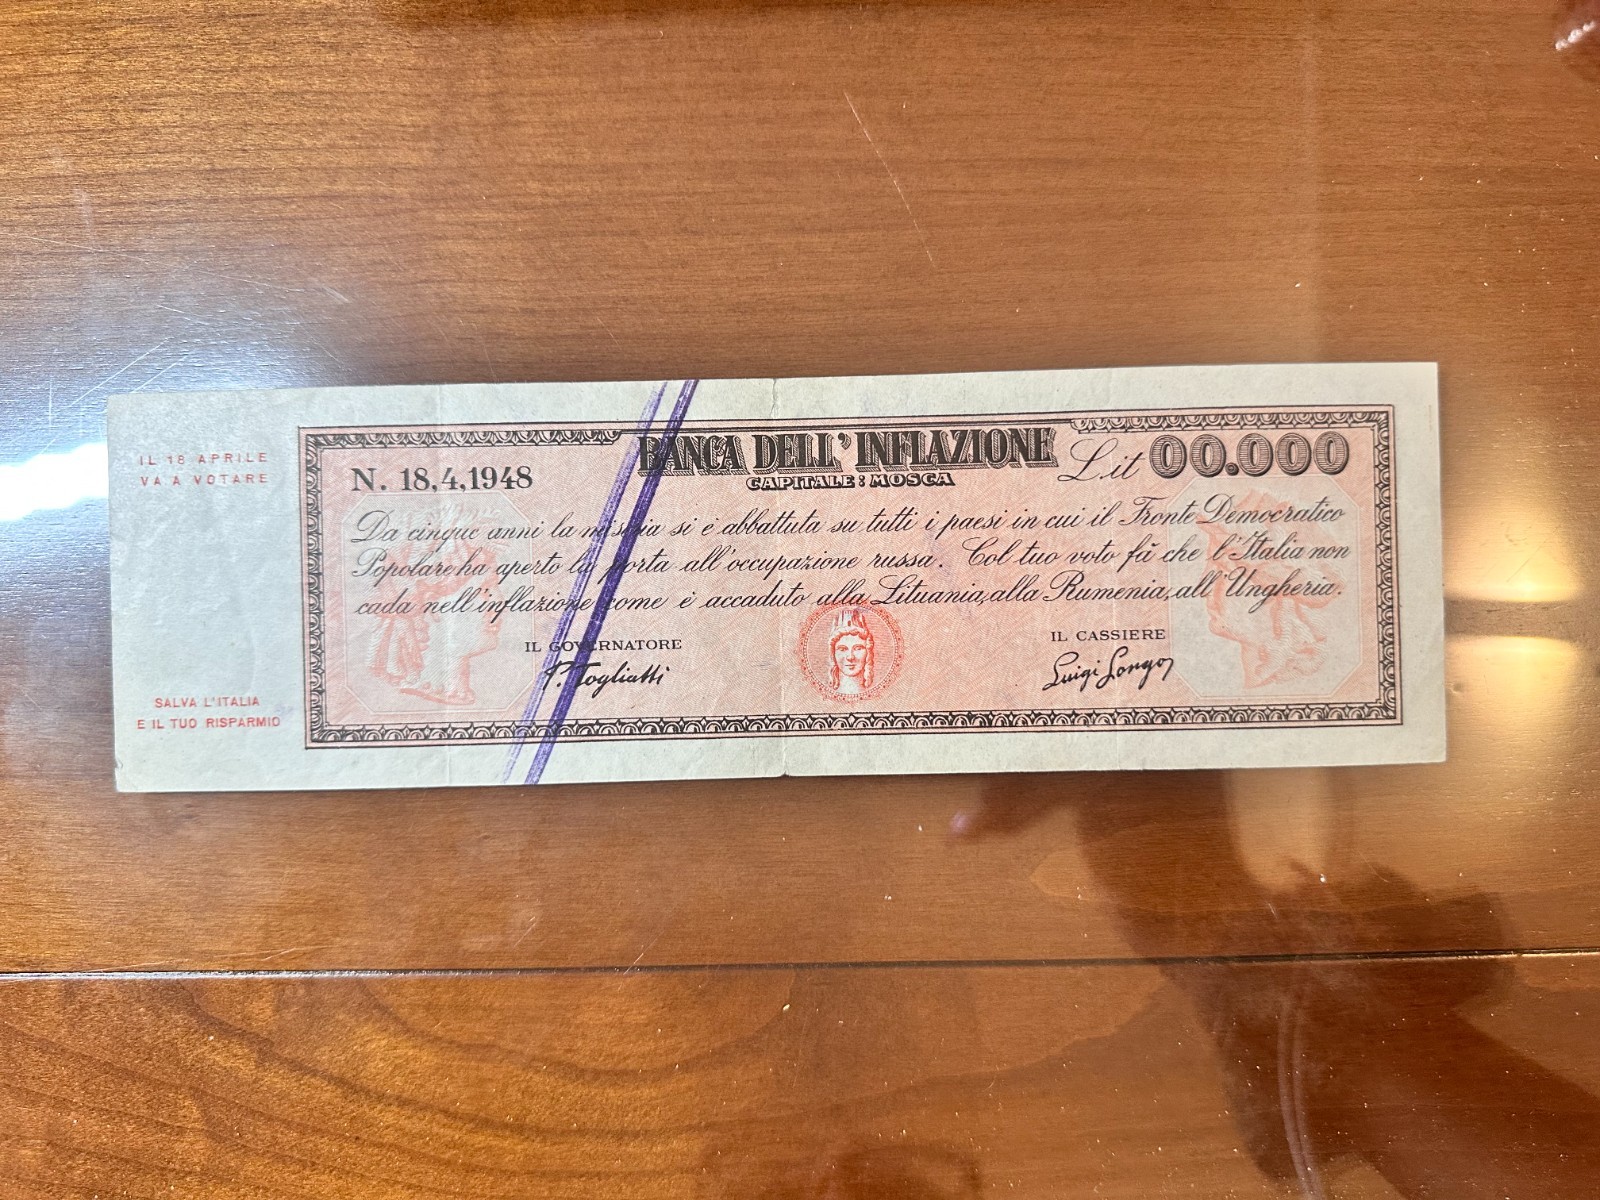 IL 18 APRILE
VA A VOTARE
SALVA L'ITALIA
E IL TUO RISPARMIO
BANCA DELL'INFLAZIONE
CAPITALE: MOSCA
N. 18,4,1948
Lit 00.000
Da cinque anni la miseria si è abbattuta su tutti i paesi in cui il Fronte Democratico
Popolare ha aperto la porta all'occupazione russa. Col tuo voto fà che l'Italia non
cada nell'inflazione come è accaduto alla Lituania, alla Rumenia, all'Ungheria.
IL GOVERNATORE
P. Togliatti
IL CASSIERE
Luigi Longo